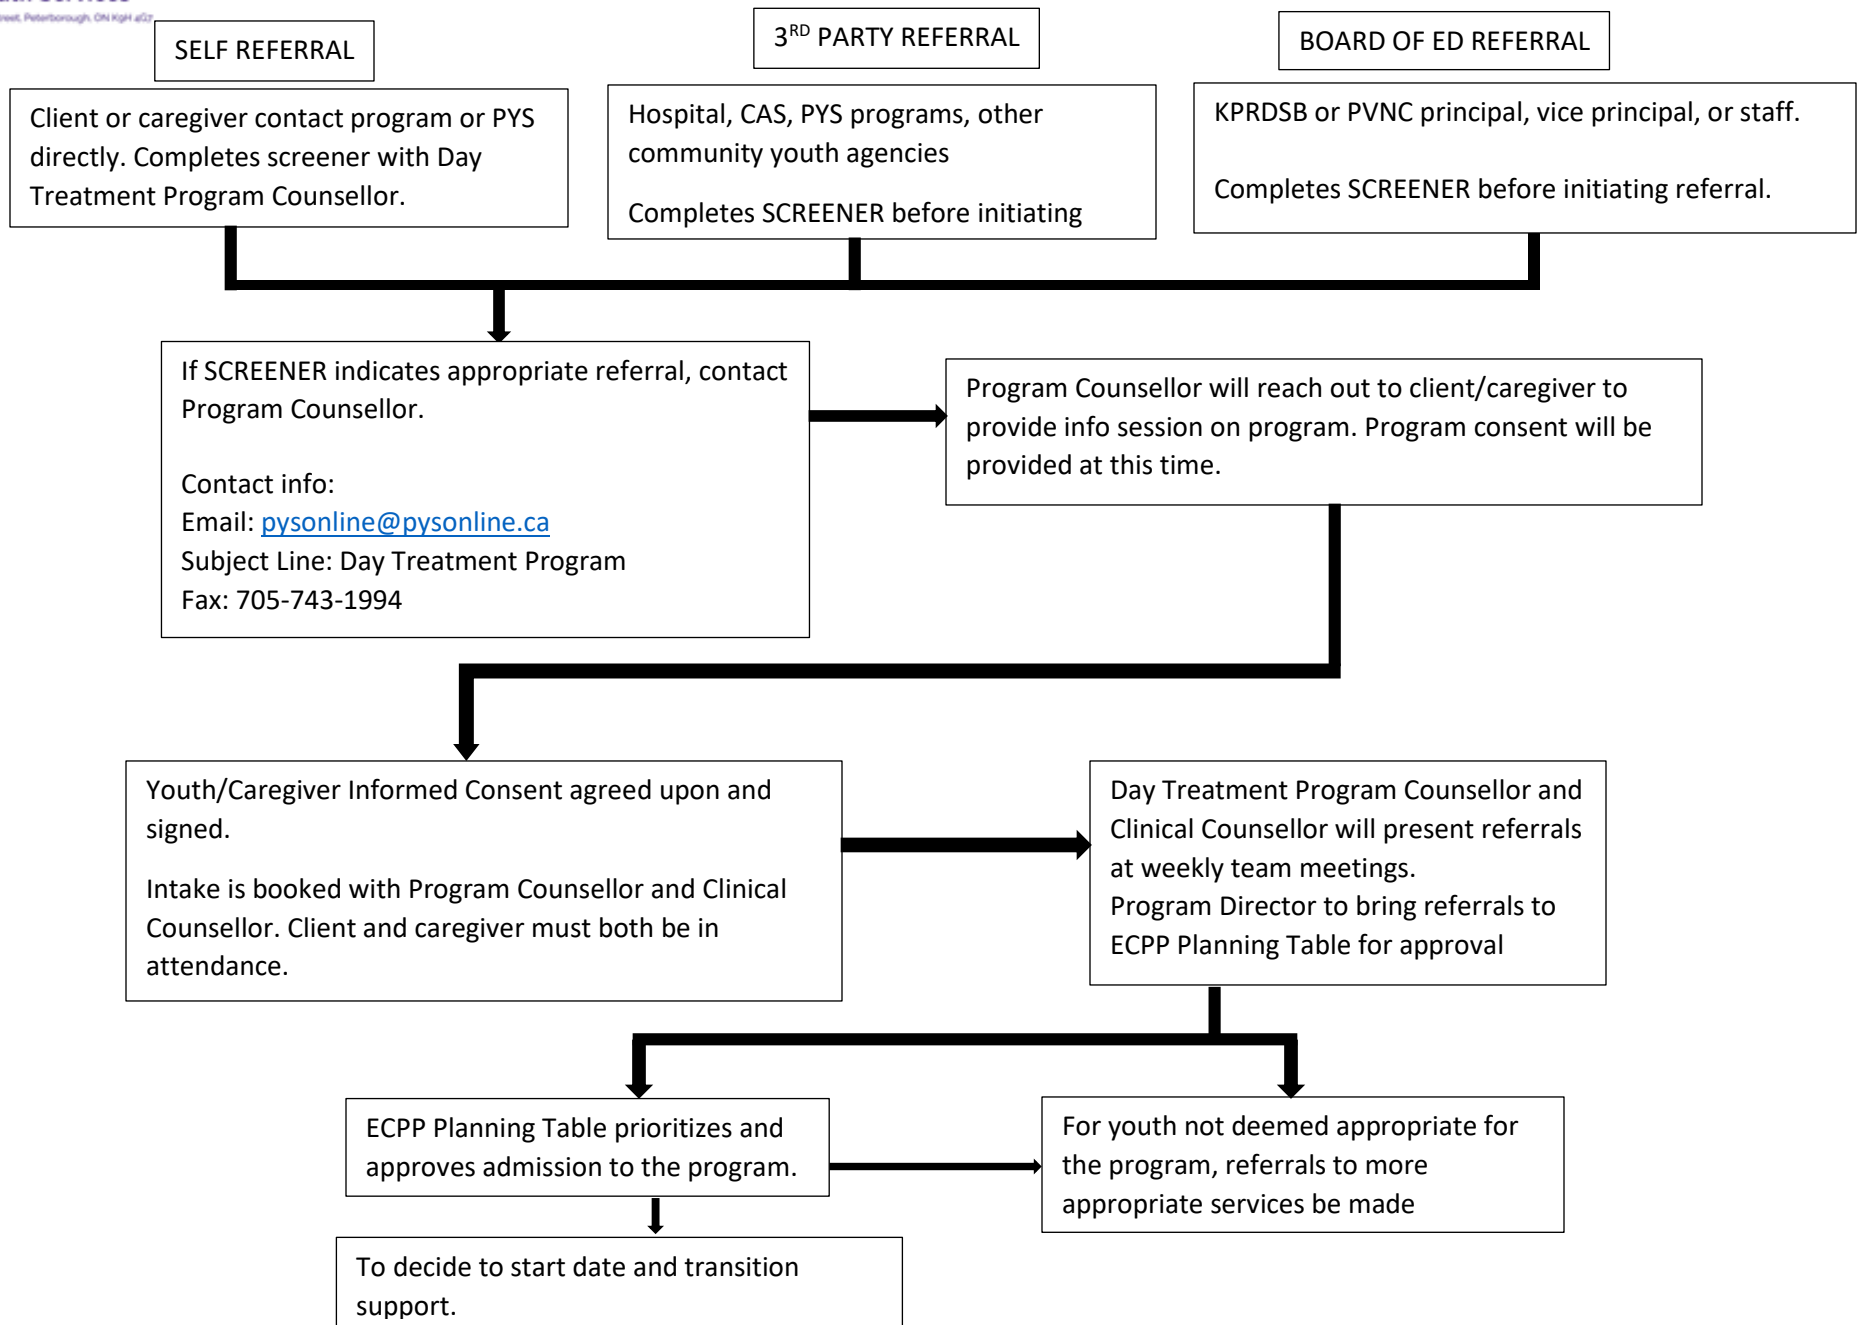 Street, Peterborough, ON K9H 4G7
SELF REFERRAL
3RD PARTY REFERRAL
BOARD OF ED REFERRAL
Client or caregiver contact program or PYS
directly. Completes screener with Day
Treatment Program Counsellor.
Hospital, CAS, PYS programs, other
community youth agencies
Completes SCREENER before initiating
KPRDSB or PVNC principal, vice principal, or staff.
Completes SCREENER before initiating referral.
If SCREENER indicates appropriate referral, contact
Program Counsellor.
Contact info:
Email: pysonline@pysonline.ca
Subject Line: Day Treatment Program
Fax: 705-743-1994
Program Counsellor will reach out to client/caregiver to
provide info session on program. Program consent will be
provided at this time.
Youth/Caregiver Informed Consent agreed upon and
signed.
Intake is booked with Program Counsellor and Clinical
Counsellor. Client and caregiver must both be in
attendance.
Day Treatment Program Counsellor and
Clinical Counsellor will present referrals
at weekly team meetings.
Program Director to bring referrals to
ECPP Planning Table for approval
ECPP Planning Table prioritizes and
approves admission to the program.
For youth not deemed appropriate for
the program, referrals to more
appropriate services be made
To decide to start date and transition
support.